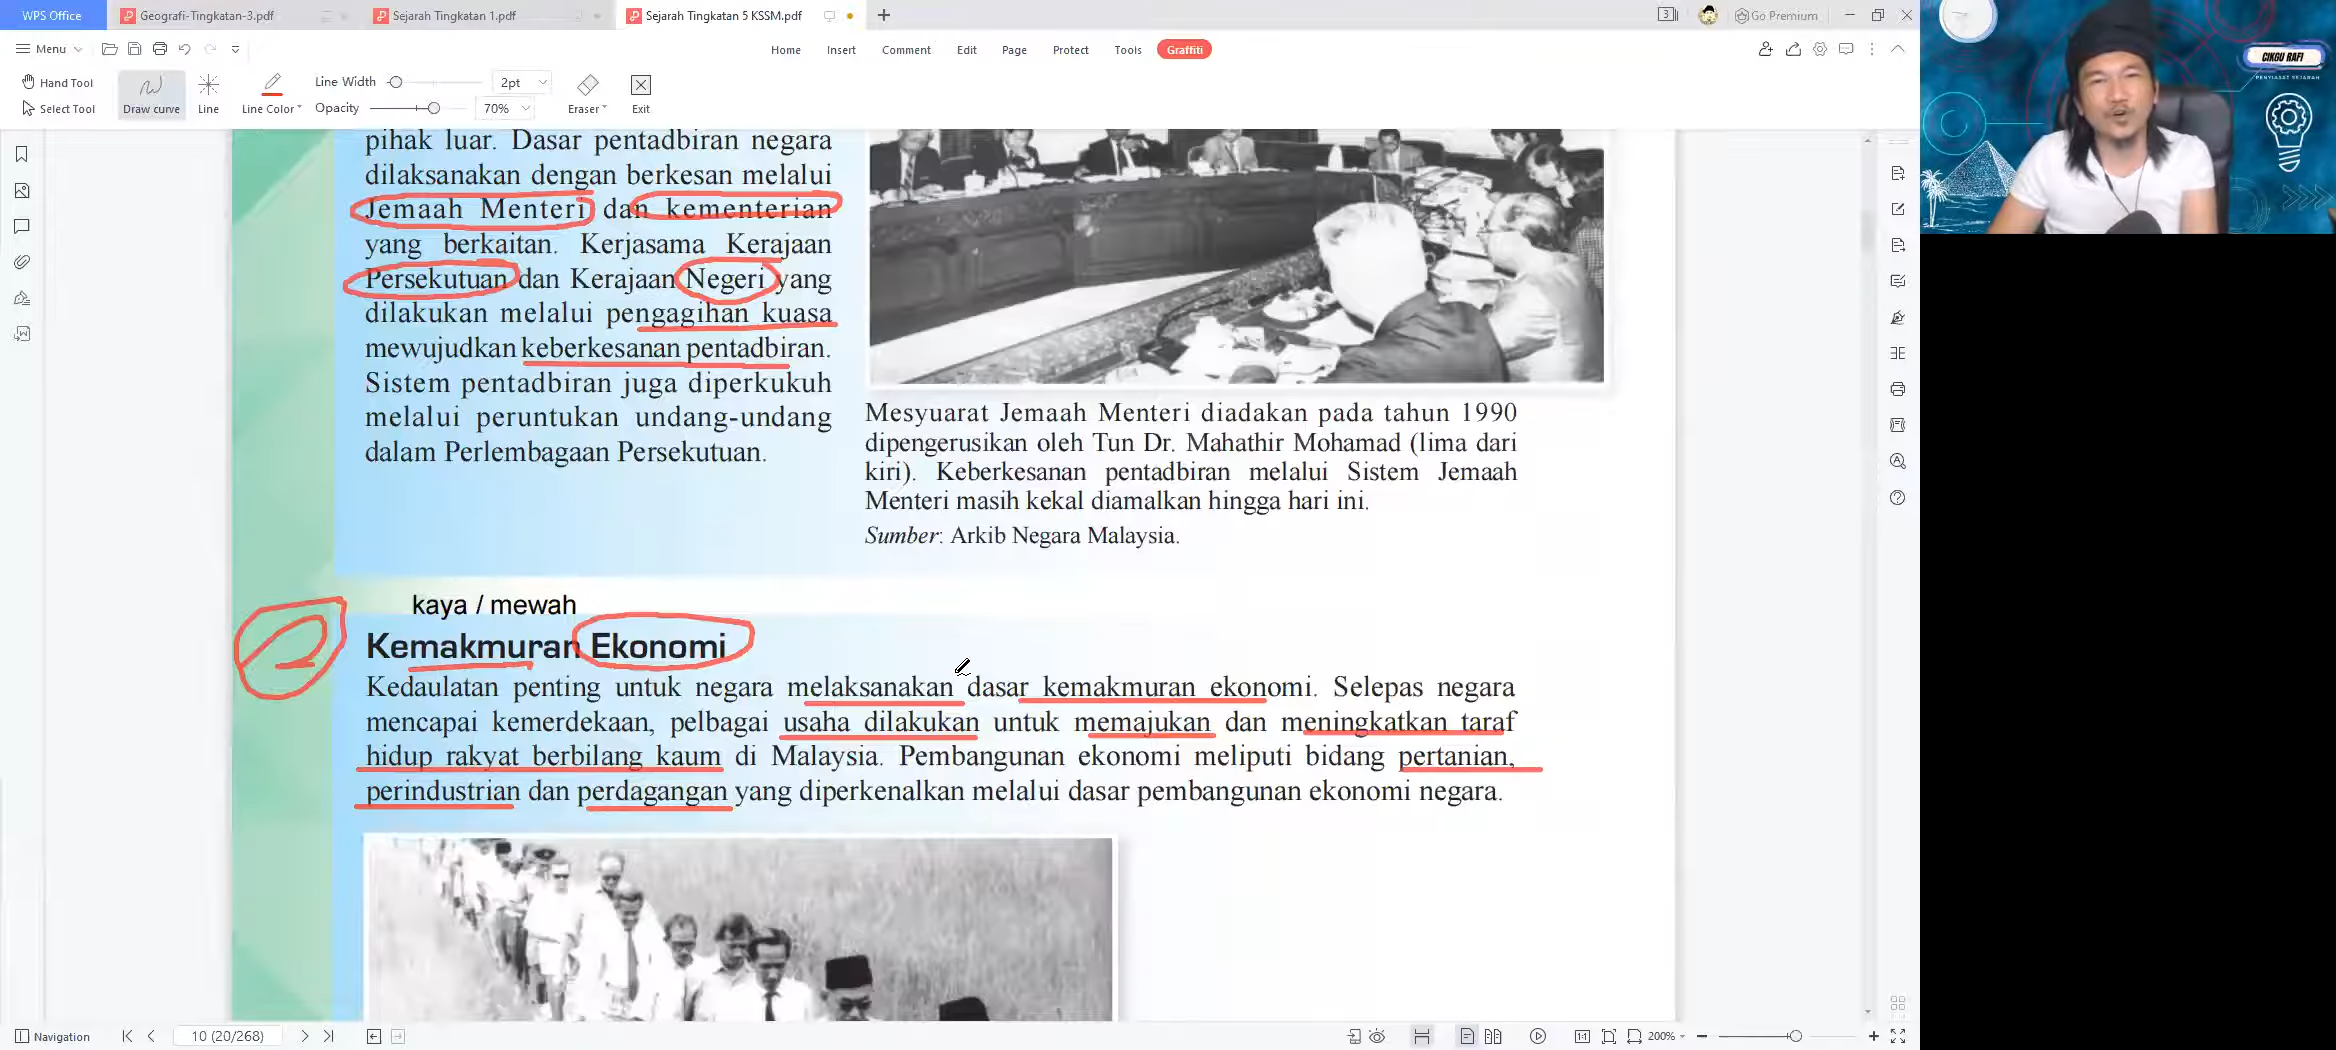 WPS Office
Geografi-Tingkatan-3.pdf
Sejarah Tingkatan 1.pdf
Sejarah Tingkatan 5 KSSM.pdf
3
Go Premium
Menu
Home Insert Comment Edit Page Protect Tools Graffiti
Hand Tool
Select Tool
Draw curve
Line
Line Color
Line Width
2pt
Opacity
70%
Eraser
Exit
CIKGU RAFI
PENYIASAT SEJARAH
pihak luar. Dasar pentadbiran negara
dilaksanakan dengan berkesan melalui
Jemaah Menteri dan kementerian
yang berkaitan. Kerjasama Kerajaan
Persekutuan dan Kerajaan Negeri yang
dilakukan melalui pengagihan kuasa
mewujudkan keberkesanan pentadbiran.
Sistem pentadbiran juga diperkukuh
melalui peruntukan undang-undang
dalam Perlembagaan Persekutuan.
Mesyuarat Jemaah Menteri diadakan pada tahun 1990
dipengerusikan oleh Tun Dr. Mahathir Mohamad (lima dari
kiri). Keberkesanan pentadbiran melalui Sistem Jemaah
Menteri masih kekal diamalkan hingga hari ini.
Sumber: Arkib Negara Malaysia.
kaya / mewah
2
Kemakmuran Ekonomi
Kedaulatan penting untuk negara melaksanakan dasar kemakmuran ekonomi. Selepas negara
mencapai kemerdekaan, pelbagai usaha dilakukan untuk memajukan dan meningkatkan taraf
hidup rakyat berbilang kaum di Malaysia. Pembangunan ekonomi meliputi bidang pertanian,
perindustrian dan perdagangan yang diperkenalkan melalui dasar pembangunan ekonomi negara.
Navigation
10 (20/268)
200%